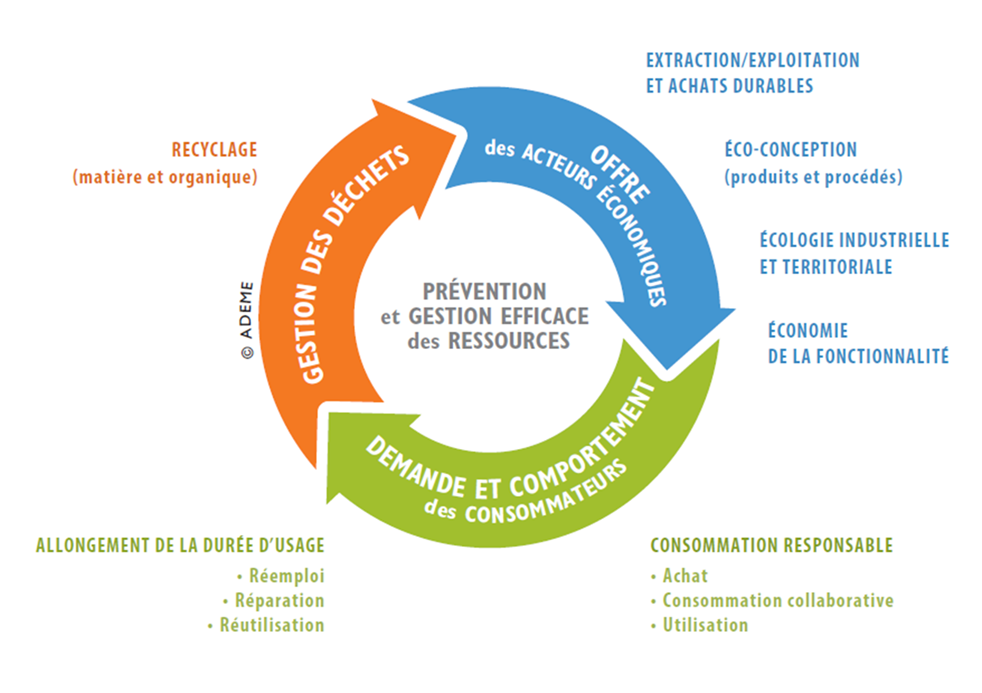 EXTRACTION/EXPLOITATION
ET ACHATS DURABLES
RECYCLAGE
(matière et organique)
ÉCO-CONCEPTION
(produits et procédés)
ÉCOLOGIE INDUSTRIELLE
ET TERRITORIALE
ÉCONOMIE
DE LA FONCTIONNALITÉ
OFFRE
des ACTEURS ÉCONOMIQUES
GESTION DES DÉCHETS
PRÉVENTION
et GESTION EFFICACE
des RESSOURCES
© ADEME
DEMANDE ET COMPORTEMENT
des CONSOMMATEURS
ALLONGEMENT DE LA DURÉE D'USAGE
• Réemploi
• Réparation
• Réutilisation
CONSOMMATION RESPONSABLE
• Achat
• Consommation collaborative
• Utilisation